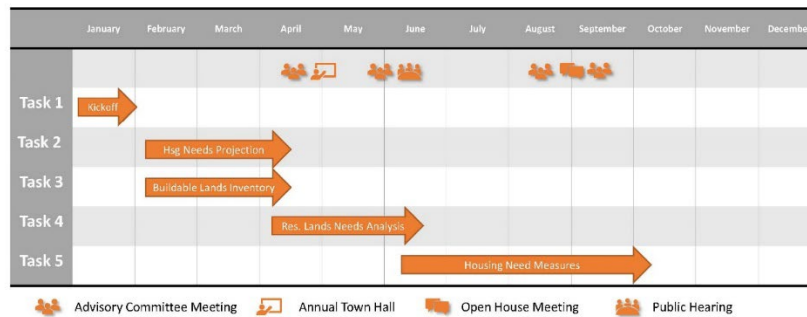 January February March April May June July August September October November December
Task 1
Kickoff
Task 2
Hsg Needs Projection
Task 3
Buildable Lands Inventory
Task 4
Res. Lands Needs Analysis
Task 5
Housing Need Measures
Advisory Committee Meeting Annual Town Hall Open House Meeting Public Hearing